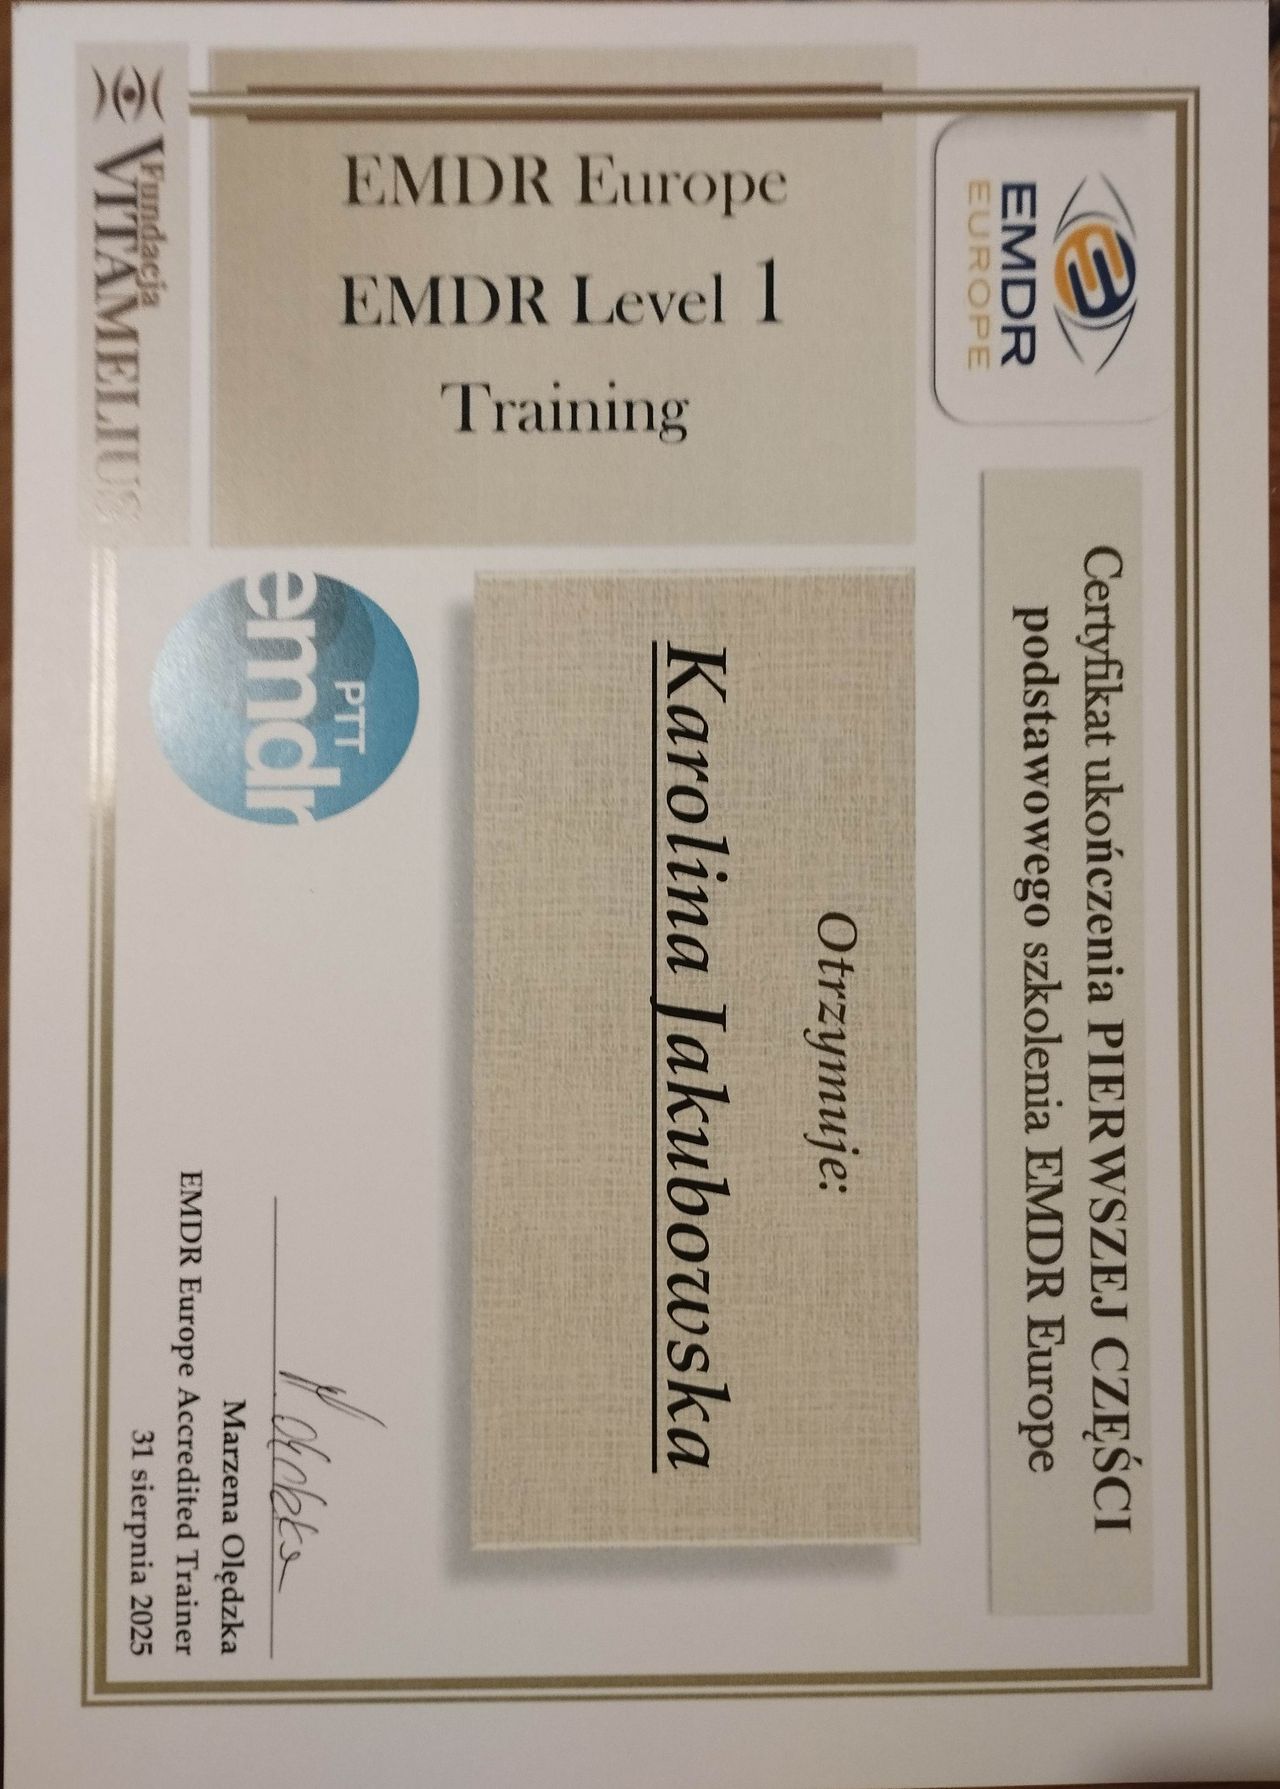 EMDR
EUROPE
Certyfikat ukończenia PIERWSZEJ CZĘŚCI
podstawowego szkolenia EMDR Europe
EMDR Europe
EMDR Level 1
Training
Otrzymuje:
Karolina Jakubowska
PTT
emdr
Fundacja
VITAMELIUS
Marzena Olędzka
EMDR Europe Accredited Trainer
31 sierpnia 2025